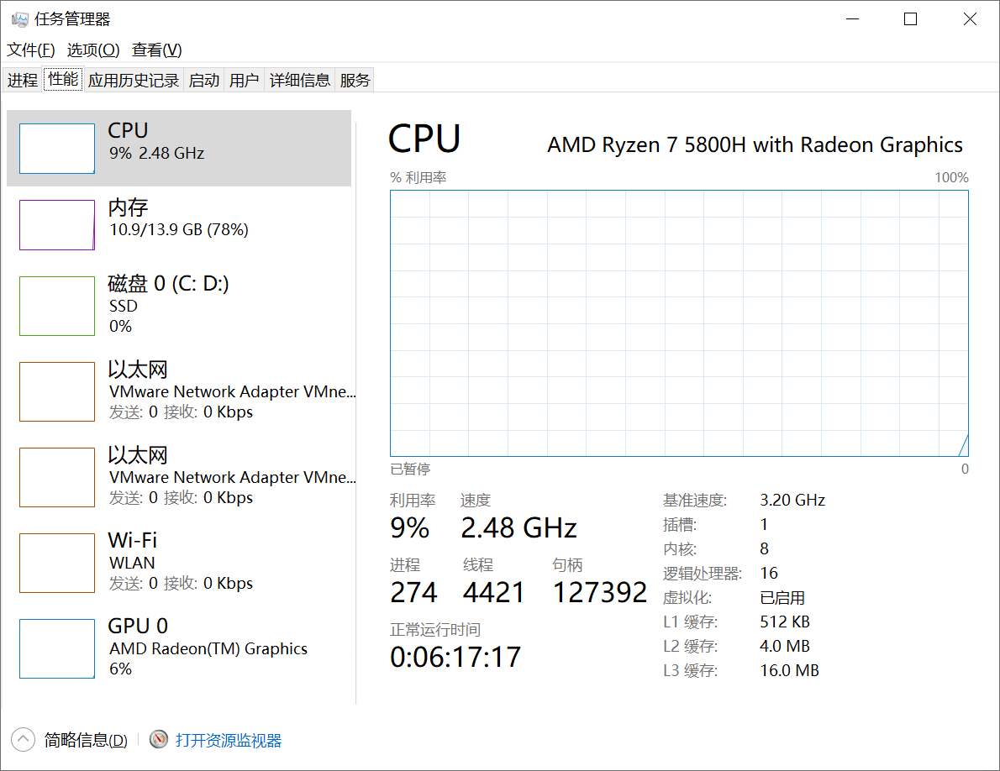 任务管理器
文件(F) 选项(O) 查看(V)
进程 性能 应用历史记录 启动 用户 详细信息 服务
CPU
9% 2.48 GHz
内存
10.9/13.9 GB (78%)
磁盘 0 (C: D:)
SSD
0%
以太网
VMware Network Adapter VMne...
发送: 0 接收: 0 Kbps
以太网
VMware Network Adapter VMne...
发送: 0 接收: 0 Kbps
Wi-Fi
WLAN
发送: 0 接收: 0 Kbps
GPU 0
AMD Radeon(TM) Graphics
6%
CPU AMD Ryzen 7 5800H with Radeon Graphics
% 利用率 100%
已暂停 0
利用率 速度
9% 2.48 GHz
进程 线程 句柄
274 4421 127392
正常运行时间
0:06:17:17
基准速度: 3.20 GHz
插槽: 1
内核: 8
逻辑处理器: 16
虚拟化: 已启用
L1 缓存: 512 KB
L2 缓存: 4.0 MB
L3 缓存: 16.0 MB
简略信息(D) 打开资源监视器